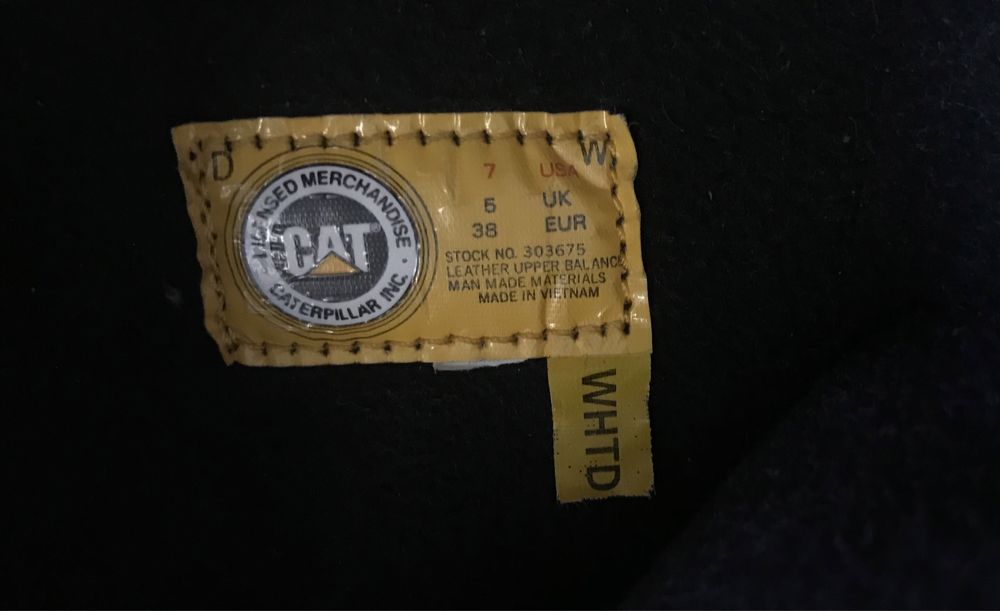 D
W
LICENSED MERCHANDISE
CAT®
CATERPILLAR INC.
7 USA
5 UK
38 EUR
STOCK NO. 303675
LEATHER UPPER BALANCE
MAN MADE MATERIALS
MADE IN VIETNAM
WHTD